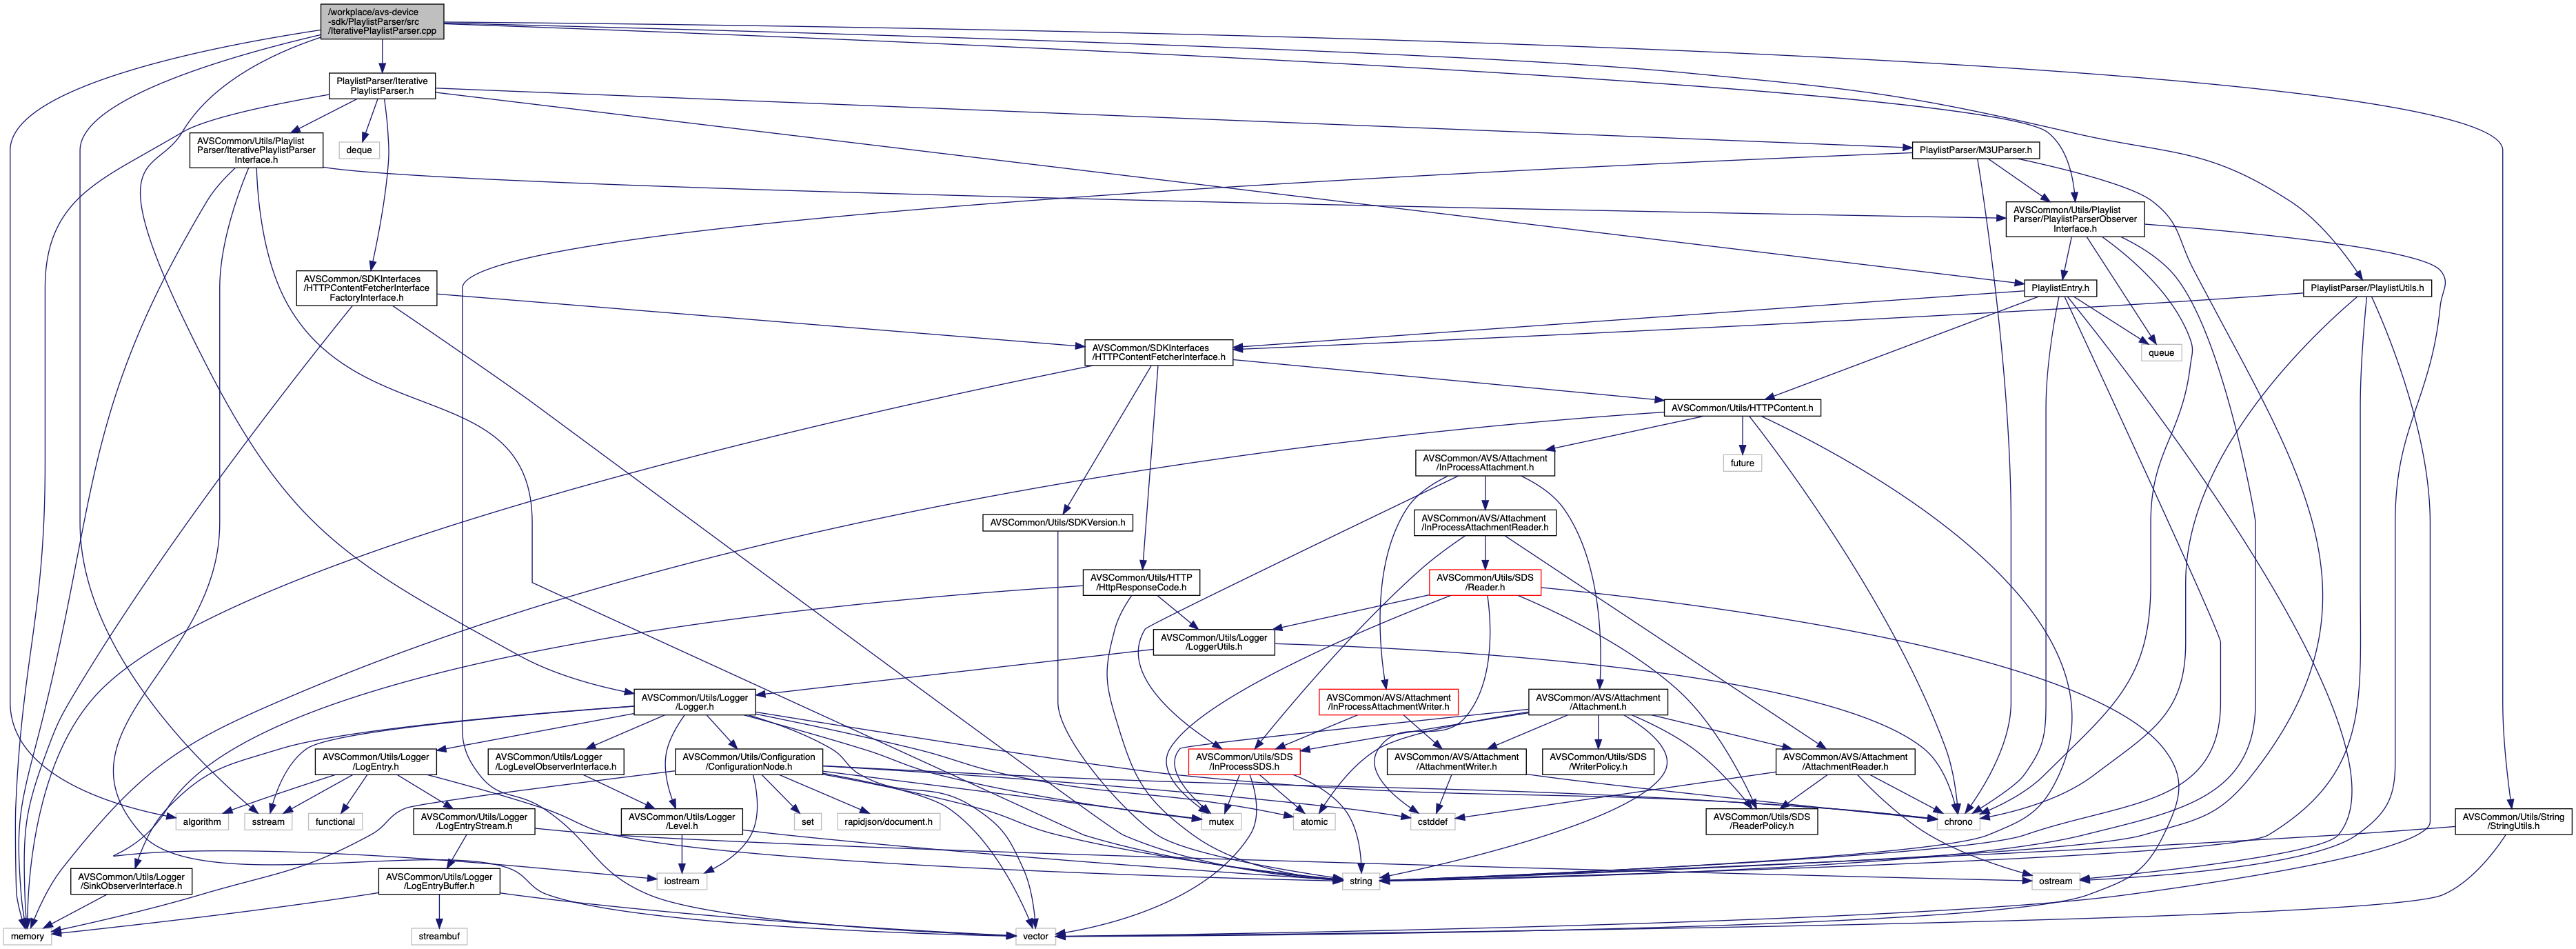 /workplace/avs-device
-sdk/PlaylistParser/src
/IterativePlaylistParser.cpp
PlaylistParser/Iterative
PlaylistParser.h
AVSCommon/Utils/Playlist
Parser/IterativePlaylistParser
Interface.h
deque
PlaylistParser/M3UParser.h
AVSCommon/Utils/Playlist
Parser/PlaylistParserObserver
Interface.h
AVSCommon/SDKInterfaces
/HTTPContentFetcherInterface
FactoryInterface.h
PlaylistEntry.h
PlaylistParser/PlaylistUtils.h
AVSCommon/SDKInterfaces
/HTTPContentFetcherInterface.h
queue
AVSCommon/Utils/HTTPContent.h
AVSCommon/AVS/Attachment
/InProcessAttachment.h
future
AVSCommon/Utils/SDKVersion.h
AVSCommon/AVS/Attachment
/InProcessAttachmentReader.h
AVSCommon/Utils/HTTP
/HttpResponseCode.h
AVSCommon/Utils/SDS
/Reader.h
AVSCommon/Utils/Logger
/LoggerUtils.h
AVSCommon/Utils/Logger
/Logger.h
AVSCommon/AVS/Attachment
/InProcessAttachmentWriter.h
AVSCommon/AVS/Attachment
/Attachment.h
AVSCommon/Utils/Logger
/LogEntry.h
AVSCommon/Utils/Logger
/LogLevelObserverInterface.h
AVSCommon/Utils/Configuration
/ConfigurationNode.h
AVSCommon/Utils/SDS
/InProcessSDS.h
AVSCommon/AVS/Attachment
/AttachmentWriter.h
AVSCommon/Utils/SDS
/WriterPolicy.h
AVSCommon/AVS/Attachment
/AttachmentReader.h
algorithm
sstream
functional
AVSCommon/Utils/Logger
/LogEntryStream.h
AVSCommon/Utils/Logger
/Level.h
set
rapidjson/document.h
mutex
atomic
cstddef
AVSCommon/Utils/SDS
/ReaderPolicy.h
chrono
AVSCommon/Utils/String
/StringUtils.h
AVSCommon/Utils/Logger
/SinkObserverInterface.h
AVSCommon/Utils/Logger
/LogEntryBuffer.h
iostream
string
ostream
memory
streambuf
vector